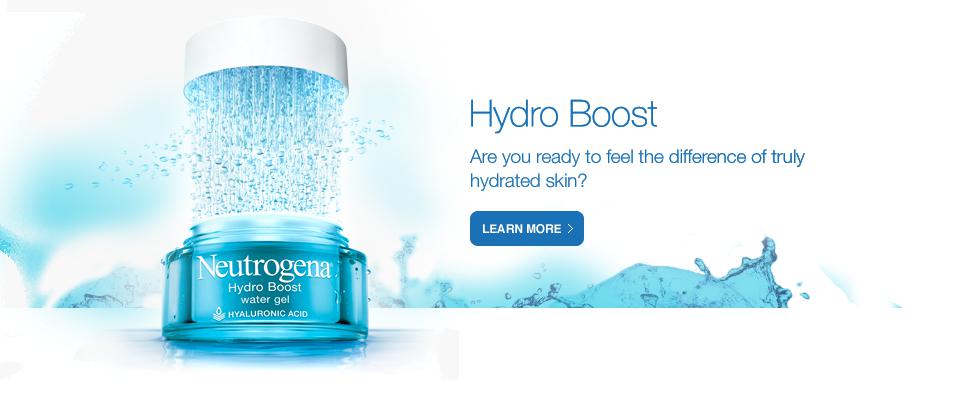 Hydro Boost
Are you ready to feel the difference of truly
hydrated skin?
LEARN MORE
Neutrogena
Hydro Boost
water gel
HYALURONIC ACID